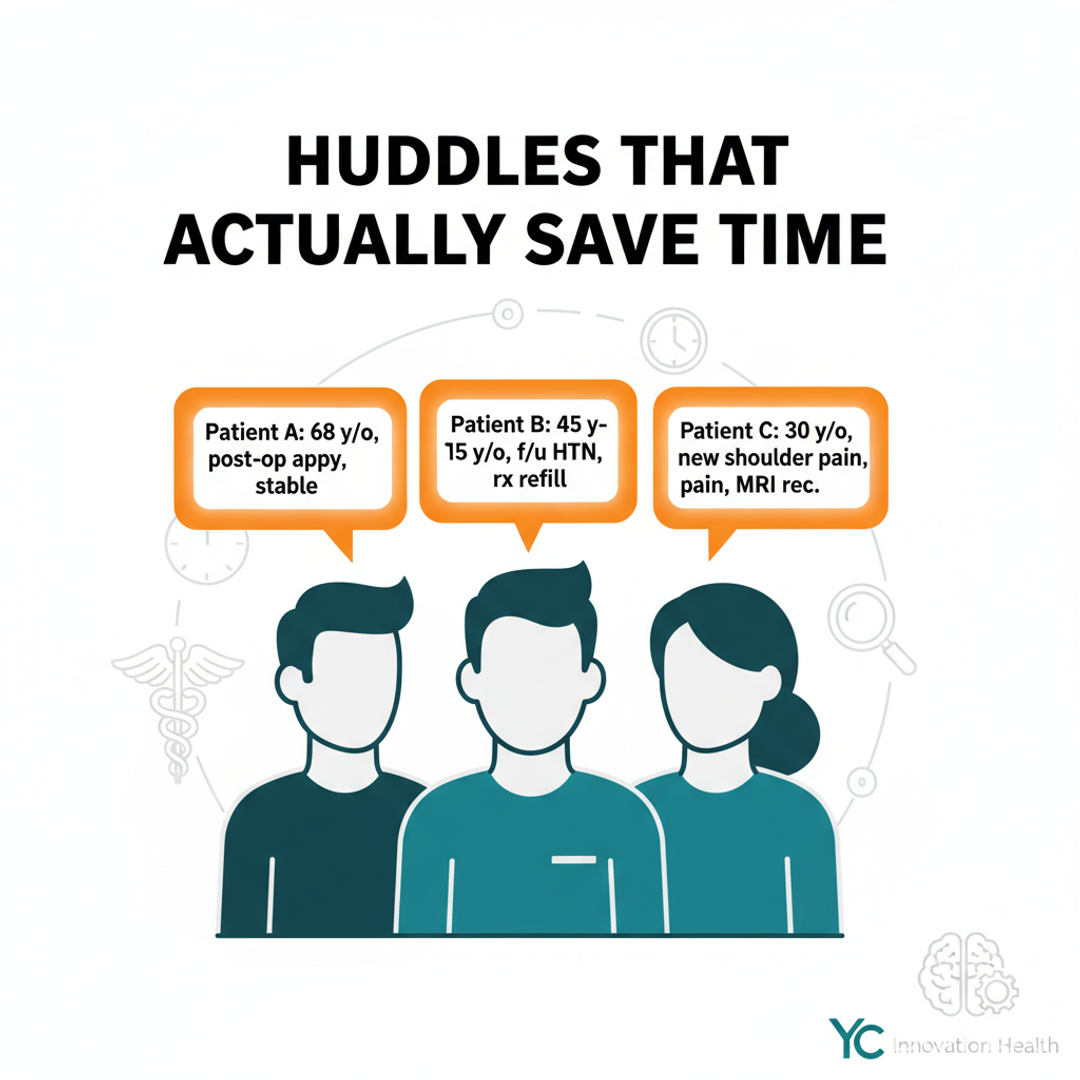 HUDDLES THAT
ACTUALLY SAVE TIME
Patient A: 68 y/o,
post-op appy,
stable
Patient B: 45 y-
15 y/o, f/u HTN,
rx refill
Patient C: 30 y/o,
new shoulder pain,
pain, MRI rec.
YC Innovation Health